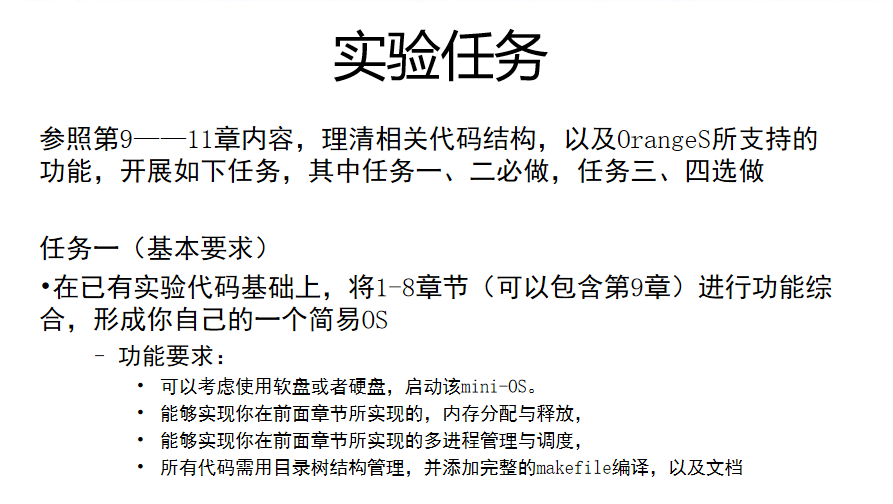 实验任务
参照第9——11章内容，理清相关代码结构，以及OrangeS所支持的
功能，开展如下任务，其中任务一、二必做，任务三、四选做
任务一（基本要求）
•在已有实验代码基础上，将1-8章节（可以包含第9章）进行功能综
合，形成你自己的一个简易OS
– 功能要求：
• 可以考虑使用软盘或者硬盘，启动该mini-OS。
• 能够实现你在前面章节所实现的，内存分配与释放，
• 能够实现你在前面章节所实现的多进程管理与调度，
• 所有代码需用目录树结构管理，并添加完整的makefile编译，以及文档